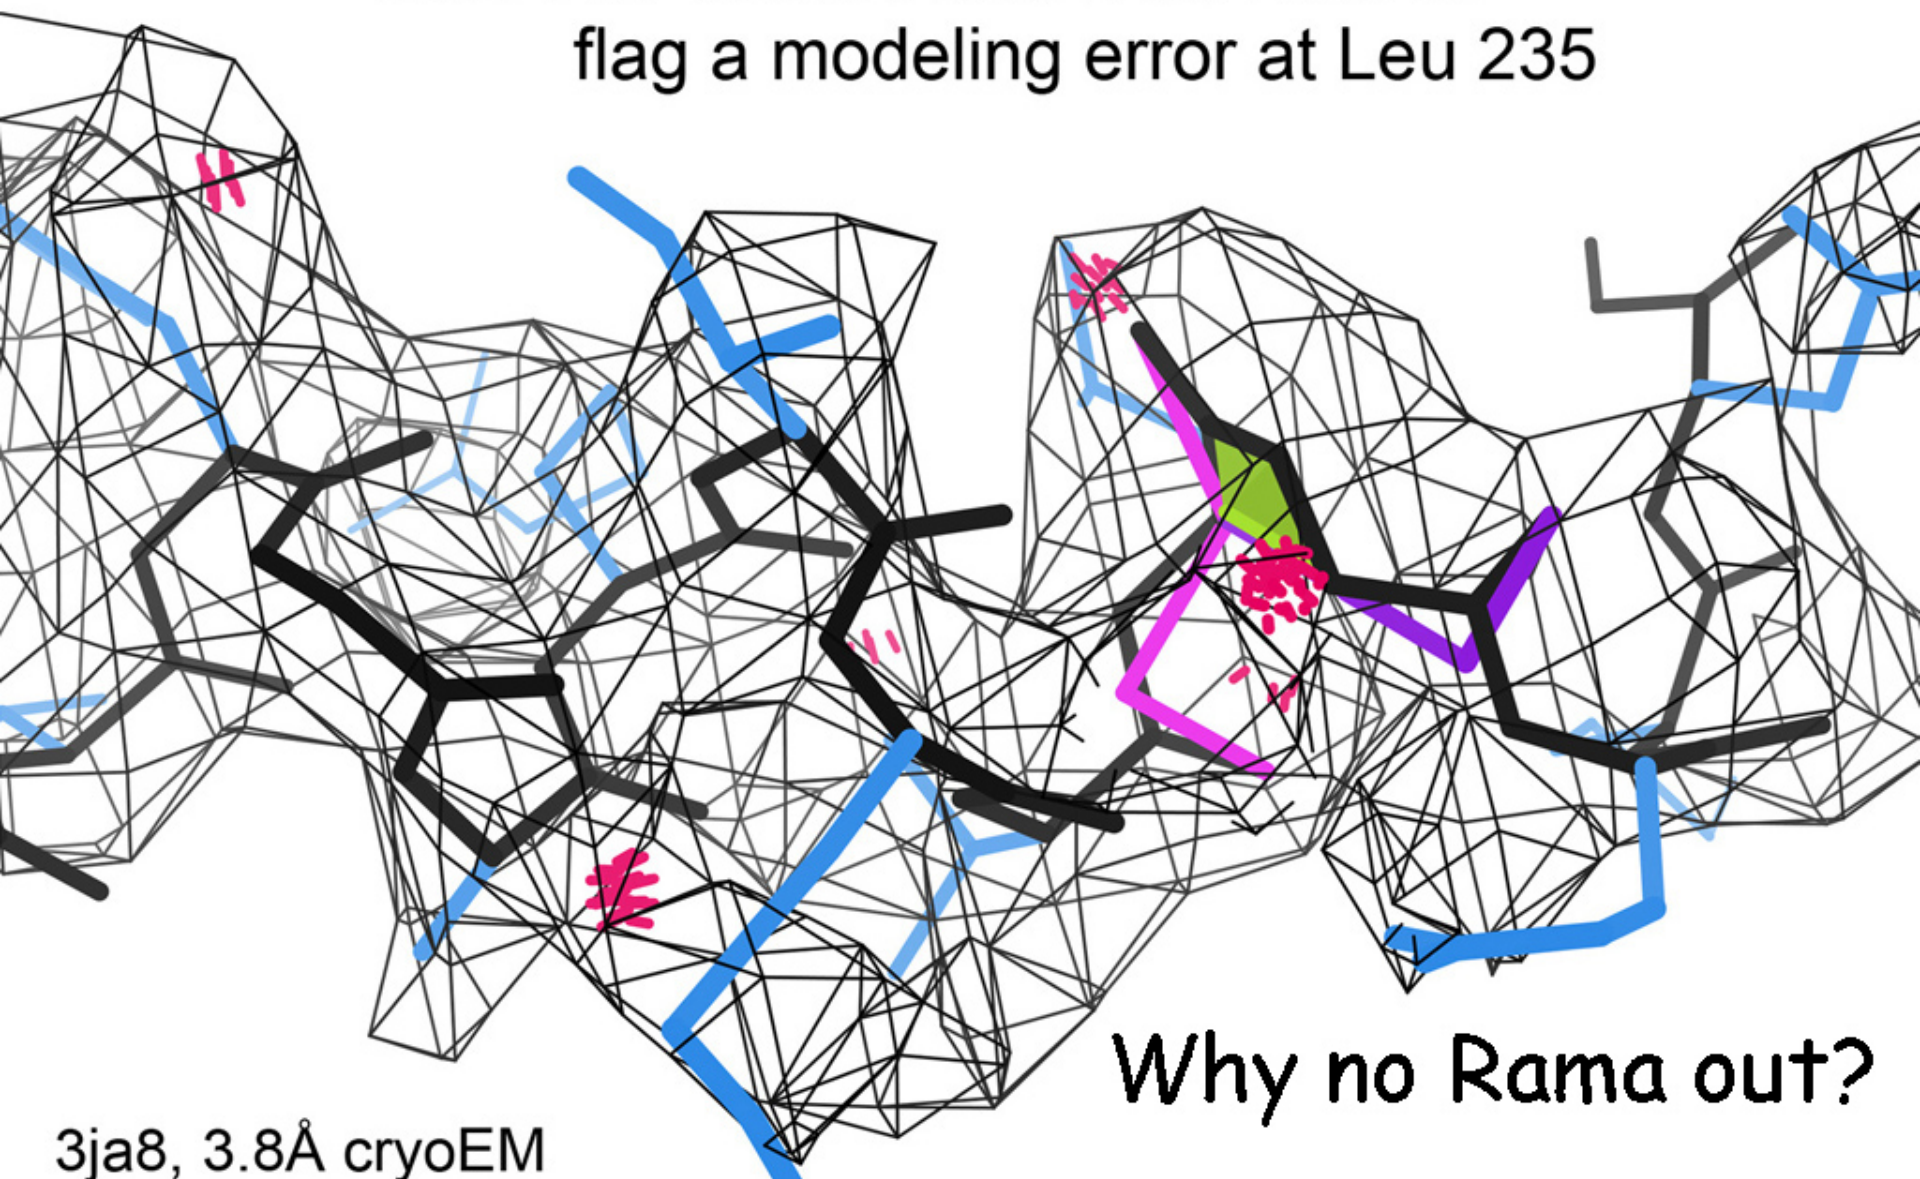 flag a modeling error at Leu 235
Why no Rama out?
3ja8, 3.8Å cryoEM